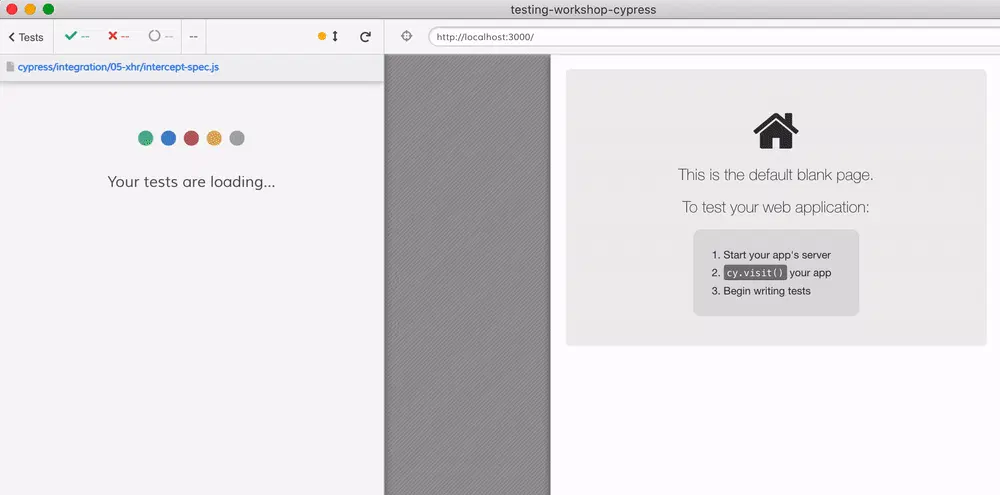 testing-workshop-cypress
Tests -- -- -- --
http://localhost:3000/
cypress/integration/05-xhr/intercept-spec.js
Your tests are loading...
This is the default blank page.
To test your web application:
1. Start your app's server
2. cy.visit() your app
3. Begin writing tests